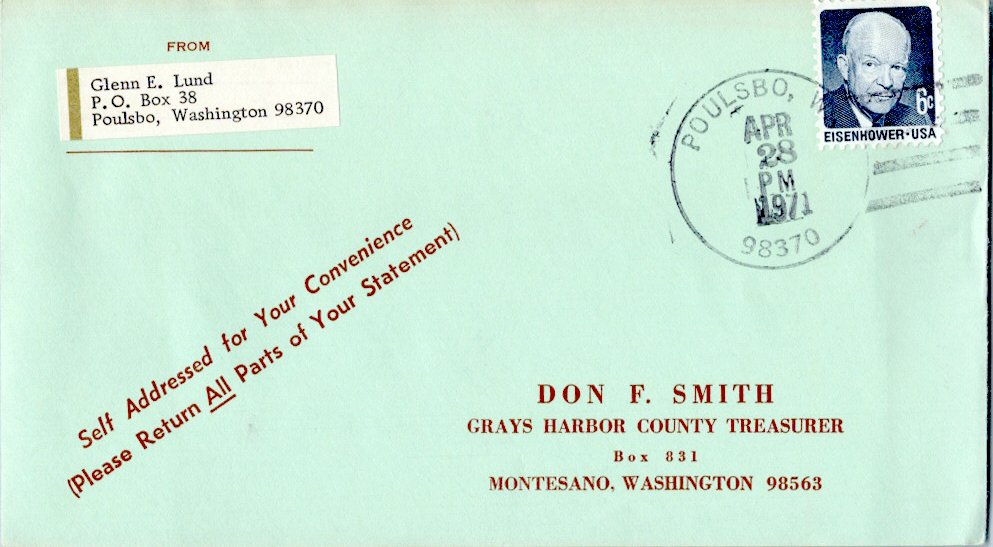 FROM
Glenn E. Lund
P.O. Box 38
Poulsbo, Washington 98370
POULSBO, W
APR
28
PM
1971
98370
6c
EISENHOWER·USA
Self Addressed for Your Convenience
(Please Return All Parts of Your Statement)
DON F. SMITH
GRAYS HARBOR COUNTY TREASURER
Box 831
MONTESANO, WASHINGTON 98563